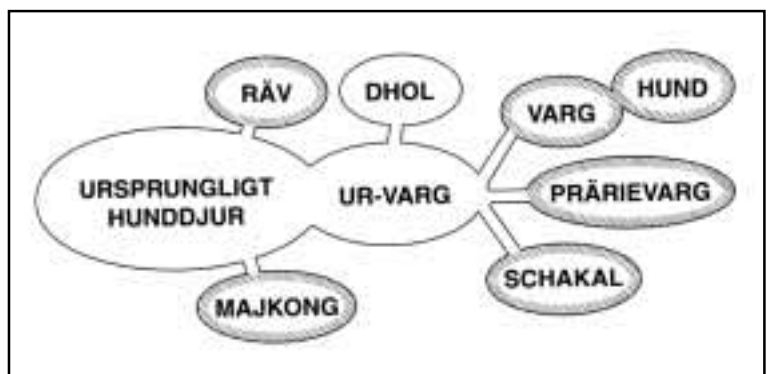 RÄV
DHOL
VARG
HUND
URSPRUNGLIGT
HUNDDJUR
UR-VARG
PRÄRIEVARG
SCHAKAL
MAJKONG